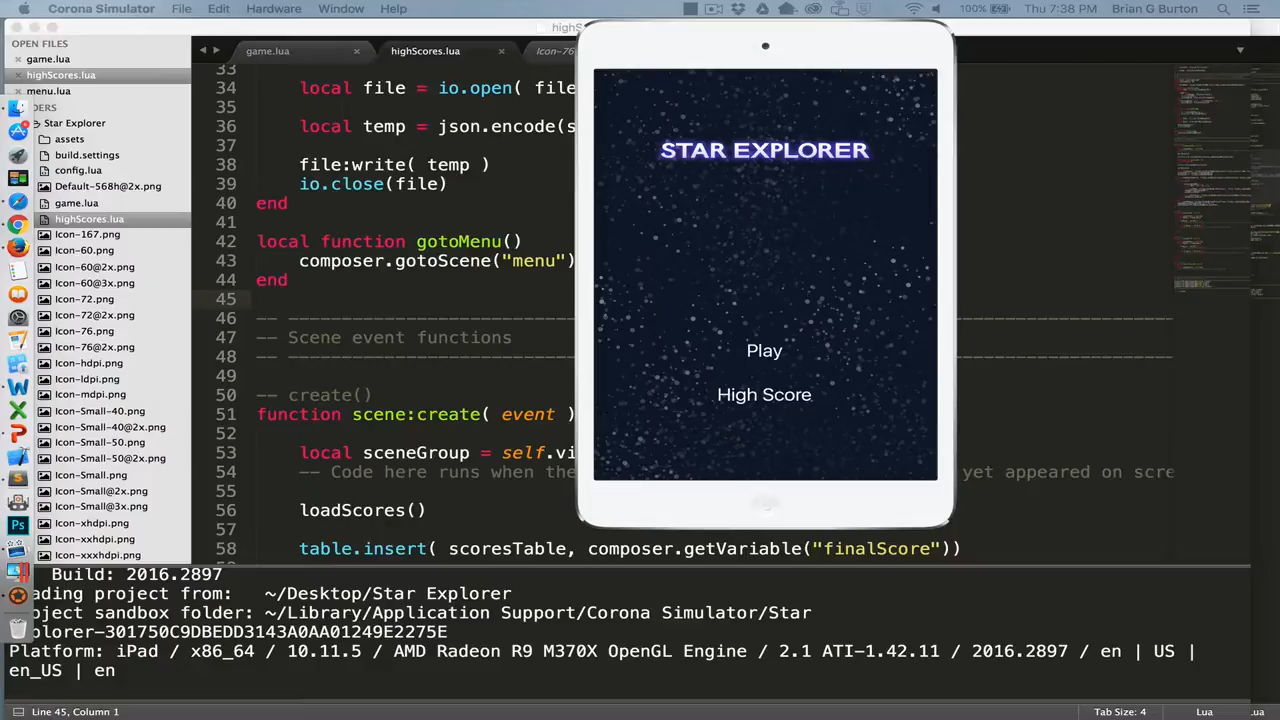 Corona Simulator File Edit Hardware Window Help 100% Thu 7:38 PM Brian G Burton
OPEN FILES
game.lua
highScores.lua
menu.lua
Star Explorer
assets
build.settings
config.lua
Default-568h@2x.png
game.lua
highScores.lua
Icon-167.png
Icon-60.png
Icon-60@2x.png
Icon-60@3x.png
Icon-72.png
Icon-72@2x.png
Icon-76.png
Icon-76@2x.png
Icon-hdpi.png
Icon-ldpi.png
Icon-mdpi.png
Icon-Small-40.png
Icon-Small-40@2x.png
Icon-Small-50.png
Icon-Small-50@2x.png
Icon-Small.png
Icon-Small@2x.png
Icon-Small@3x.png
Icon-xhdpi.png
Icon-xxhdpi.png
Icon-xxxhdpi.png
game.lua highScores.lua Icon-76
33
34 local file = io.open( file
35
36 local temp = json.encode(s
37
38 file:write( temp )
39 io.close(file)
40 end
41
42 local function gotoMenu()
43 composer.gotoScene("menu")
44 end
45
46 -- ------------------------------------------------
47 -- Scene event functions
48 -- ------------------------------------------------
49
50 -- create()
51 function scene:create( event )
52
53 local sceneGroup = self.vi
54 -- Code here runs when the yet appeared on scre
55
56 loadScores()
57
58 table.insert( scoresTable, composer.getVariable("finalScore"))
STAR EXPLORER
Play
High Score
Build: 2016.2897
ading project from: ~/Desktop/Star Explorer
oject sandbox folder: ~/Library/Application Support/Corona Simulator/Star
plorer-301750C9DBEDD3143A0AA01249E2275E
Platform: iPad / x86_64 / 10.11.5 / AMD Radeon R9 M370X OpenGL Engine / 2.1 ATI-1.42.11 / 2016.2897 / en | US |
en_US | en
Line 45, Column 1 Tab Size: 4 Lua